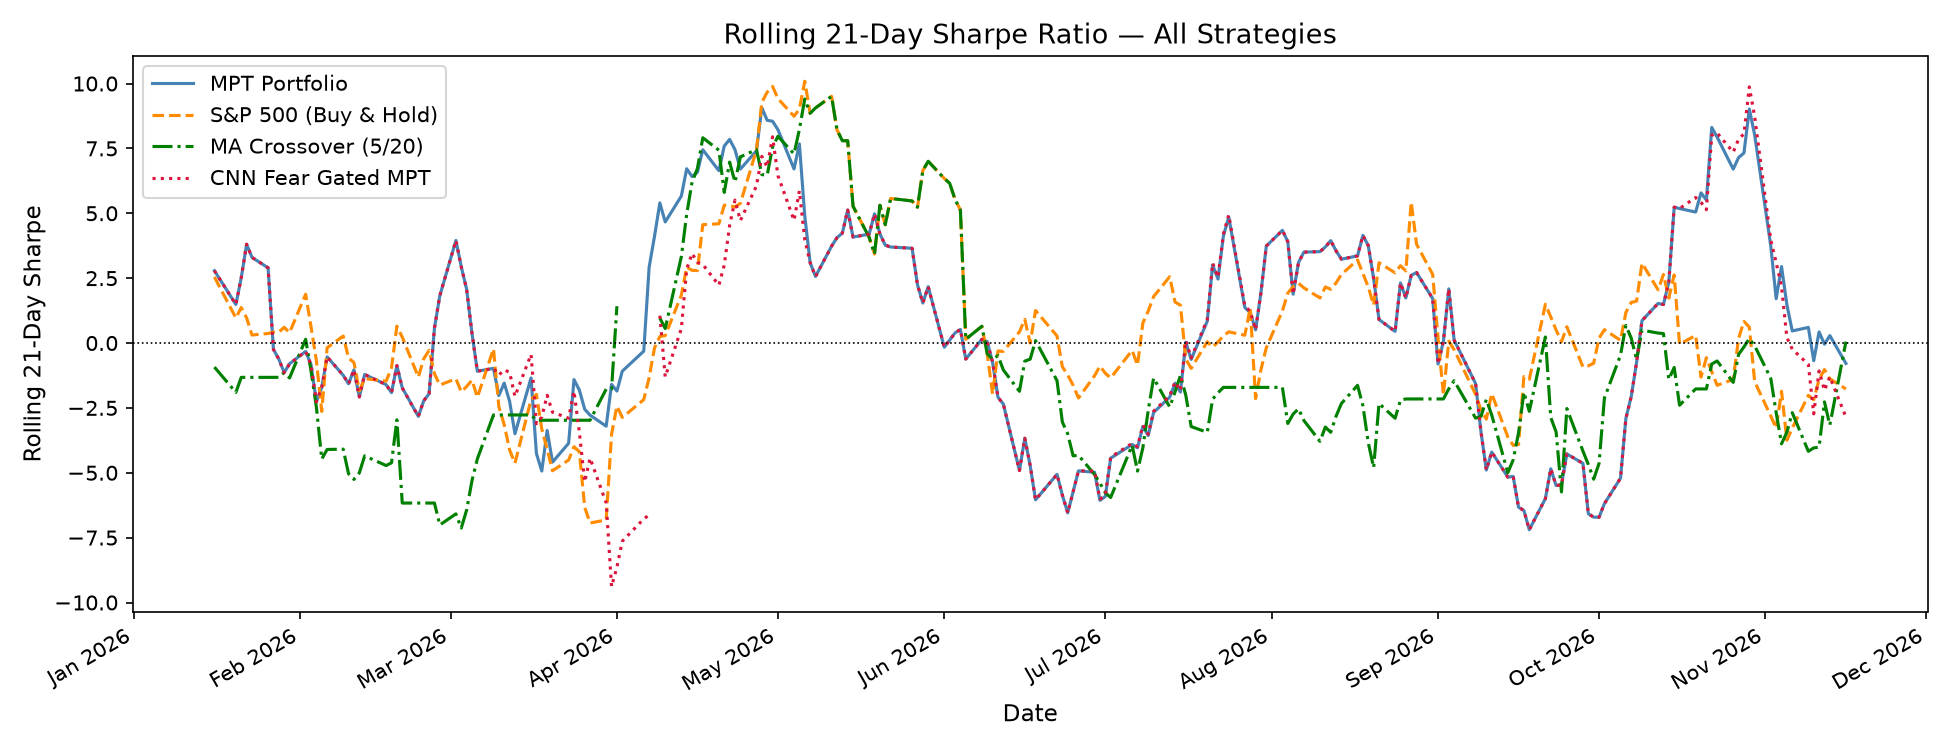 Rolling 21-Day Sharpe Ratio — All Strategies
MPT Portfolio
S&P 500 (Buy & Hold)
MA Crossover (5/20)
CNN Fear Gated MPT
Rolling 21-Day Sharpe
10.0
7.5
5.0
2.5
0.0
−2.5
−5.0
−7.5
−10.0
Jan 2026
Feb 2026
Mar 2026
Apr 2026
May 2026
Jun 2026
Jul 2026
Aug 2026
Sep 2026
Oct 2026
Nov 2026
Dec 2026
Date